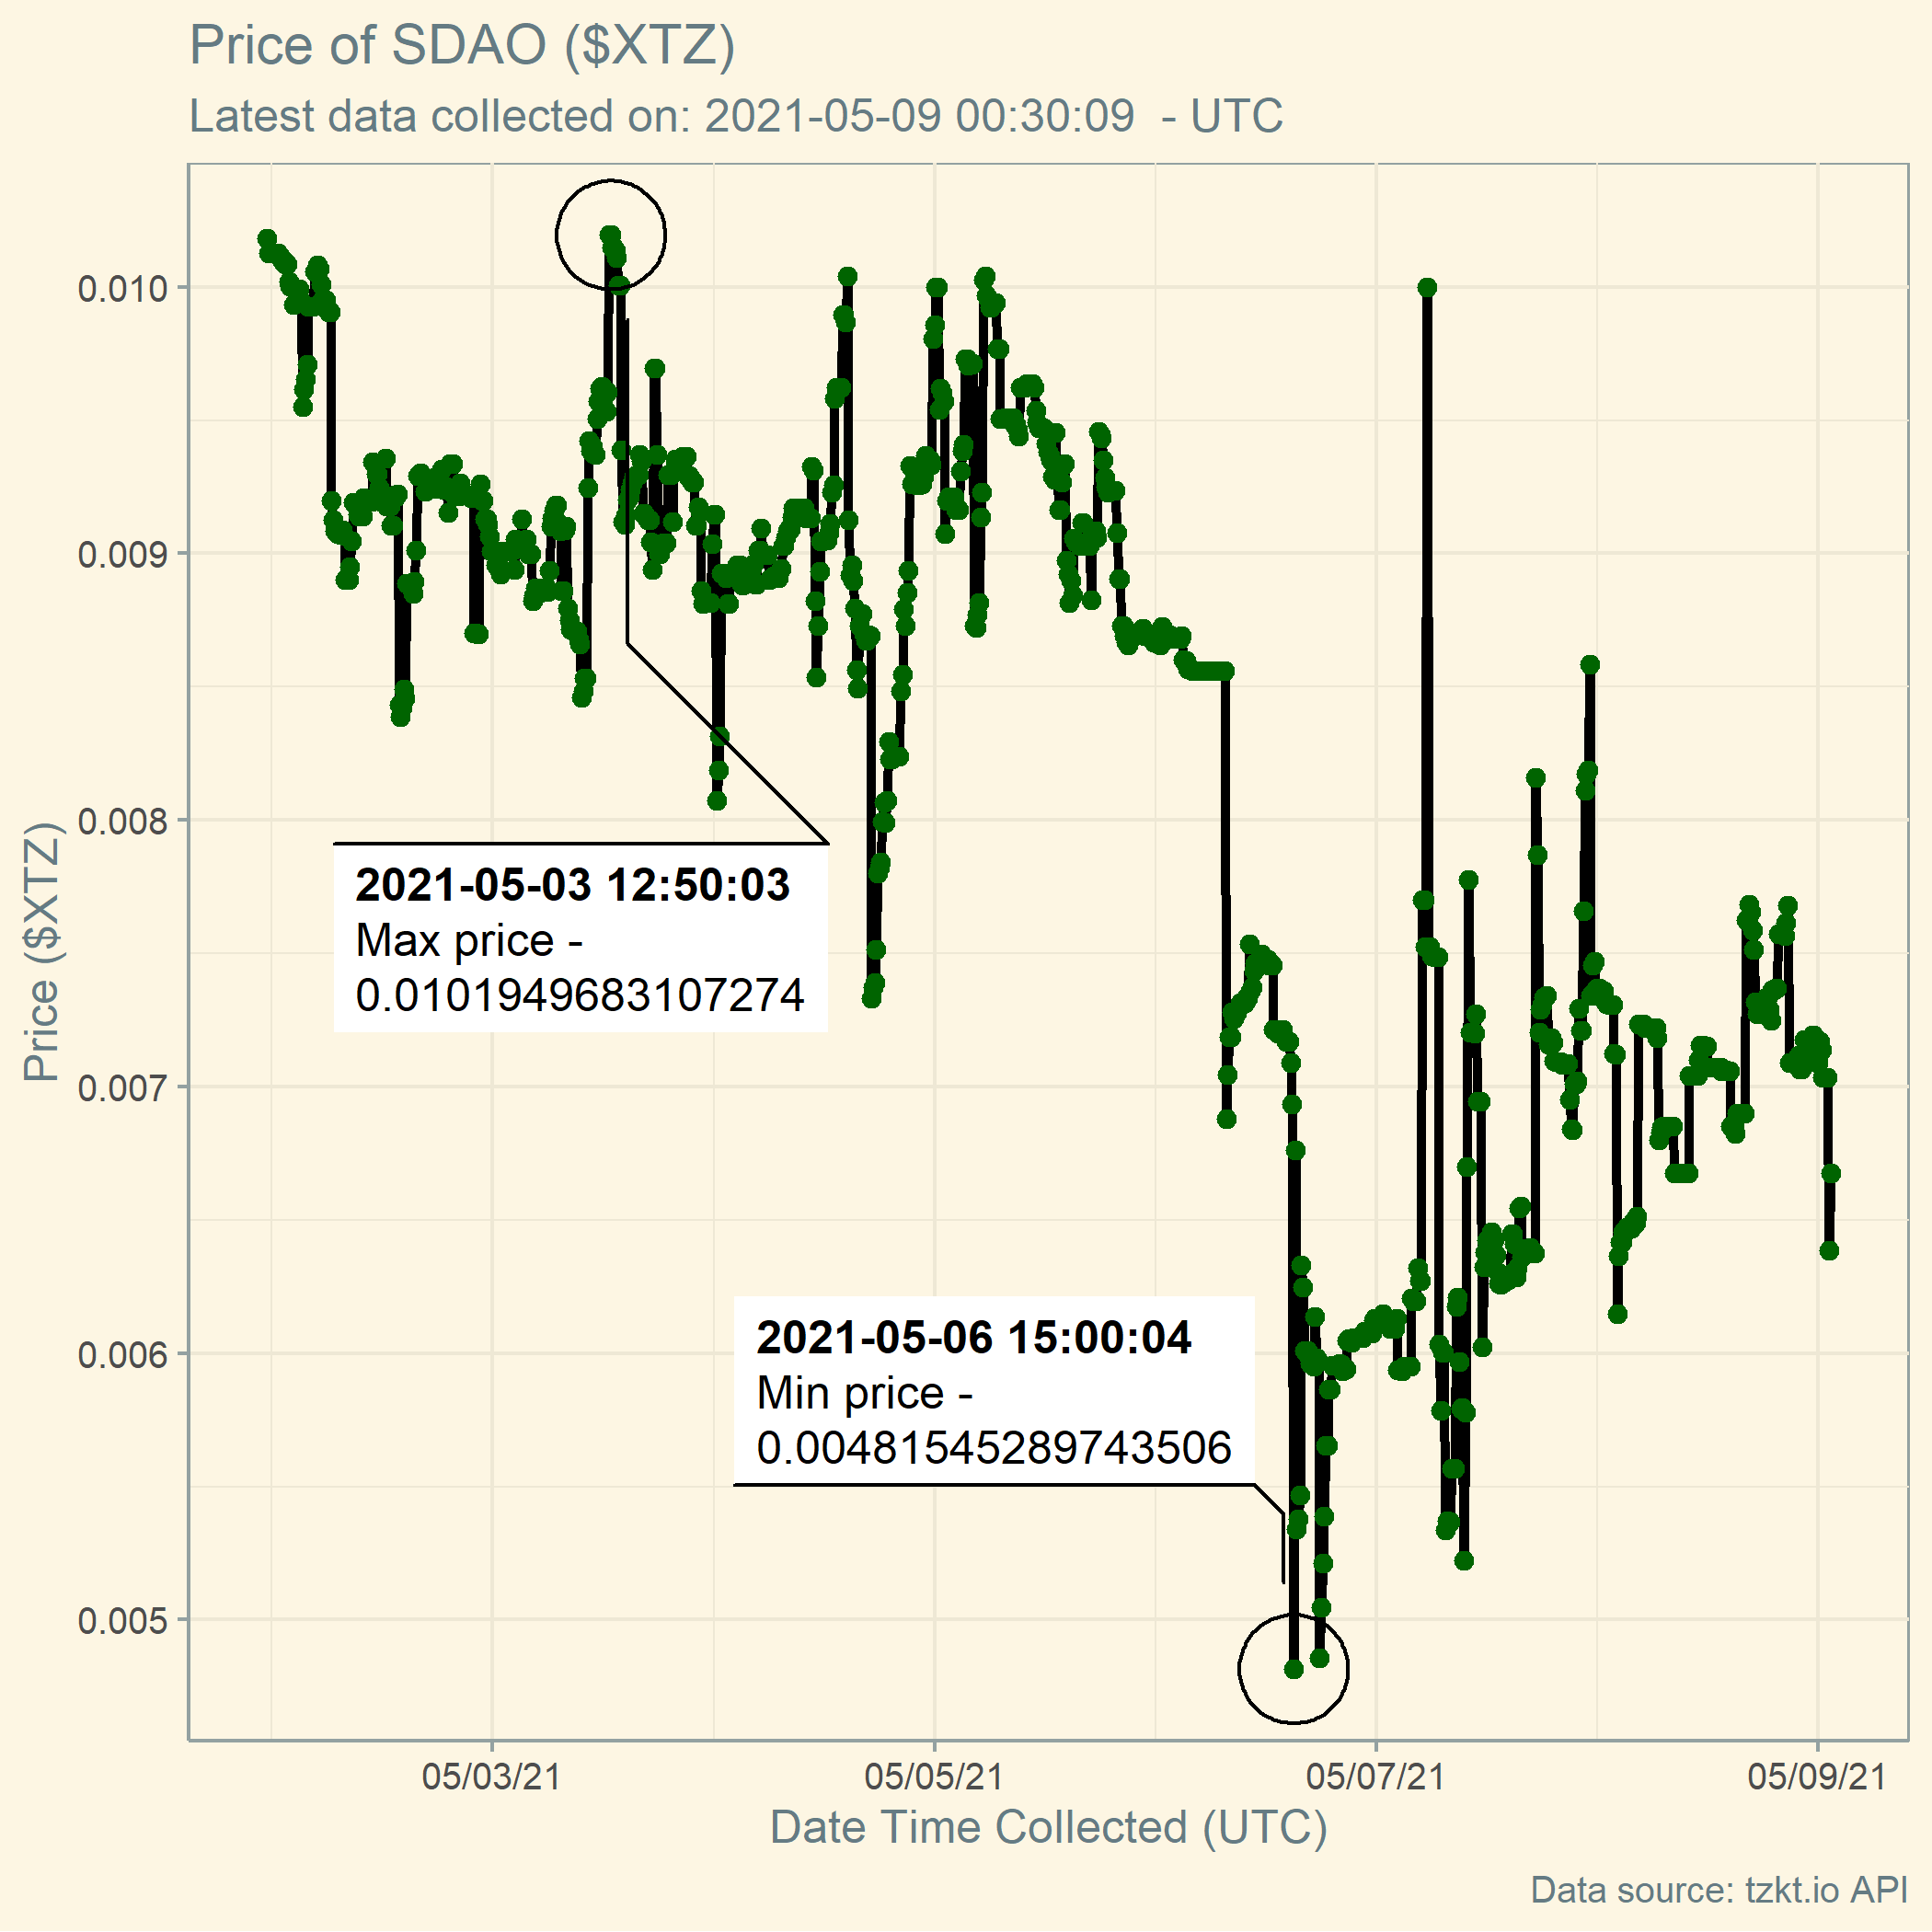 Price of SDAO ($XTZ)
Latest data collected on: 2021-05-09 00:30:09  - UTC
0.010
0.009
0.008
0.007
0.006
0.005
Price ($XTZ)
2021-05-03 12:50:03
Max price -
0.0101949683107274
2021-05-06 15:00:04
Min price -
0.00481545289743506
05/03/21
05/05/21
05/07/21
05/09/21
Date Time Collected (UTC)
Data source: tzkt.io API